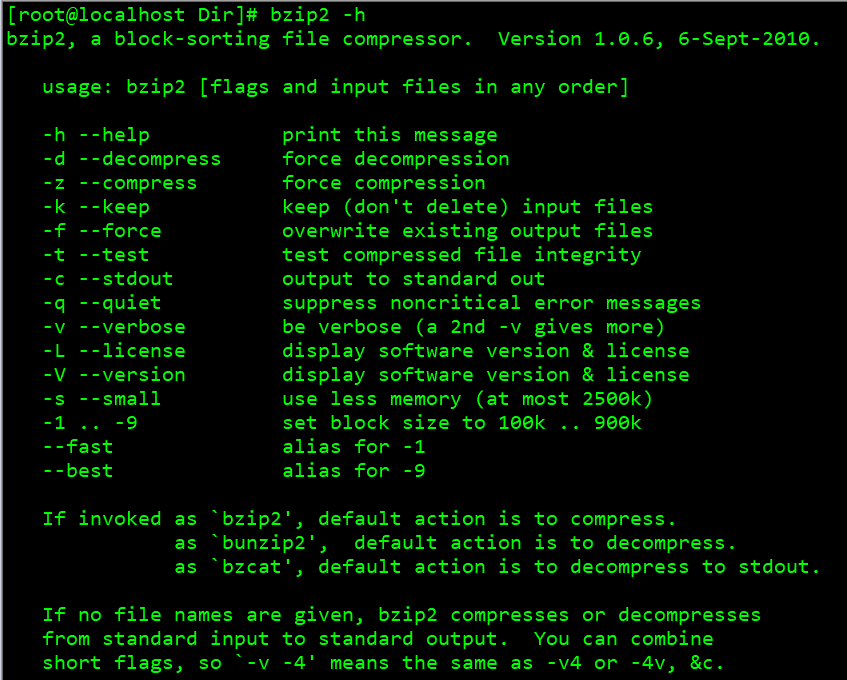 [root@localhost Dir]# bzip2 -h
bzip2, a block-sorting file compressor.  Version 1.0.6, 6-Sept-2010.

   usage: bzip2 [flags and input files in any order]

   -h --help           print this message
   -d --decompress     force decompression
   -z --compress       force compression
   -k --keep           keep (don't delete) input files
   -f --force          overwrite existing output files
   -t --test           test compressed file integrity
   -c --stdout         output to standard out
   -q --quiet          suppress noncritical error messages
   -v --verbose        be verbose (a 2nd -v gives more)
   -L --license        display software version & license
   -V --version        display software version & license
   -s --small          use less memory (at most 2500k)
   -1 .. -9            set block size to 100k .. 900k
   --fast              alias for -1
   --best              alias for -9

   If invoked as `bzip2', default action is to compress.
              as `bunzip2',  default action is to decompress.
              as `bzcat', default action is to decompress to stdout.

   If no file names are given, bzip2 compresses or decompresses
   from standard input to standard output.  You can combine
   short flags, so `-v -4' means the same as -v4 or -4v, &c.